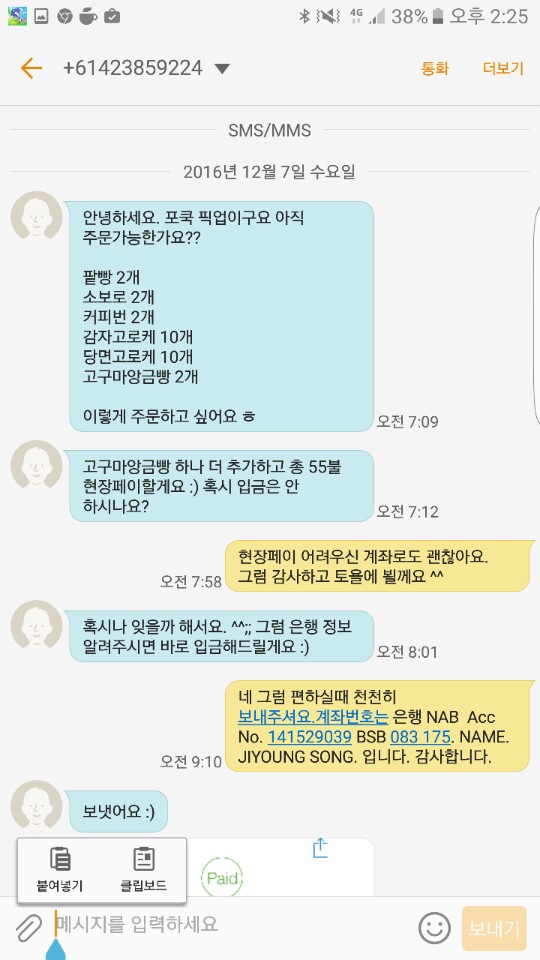 4G 38% 오후 2:25
+61423859224 통화 더보기
SMS/MMS
2016년 12월 7일 수요일
안녕하세요. 포쿡 픽업이구요 아직
주문가능한가요??
팥빵 2개
소보로 2개
커피번 2개
감자고로케 10개
당면고로케 10개
고구마앙금빵 2개
이렇게 주문하고 싶어요 ㅎ
오전 7:09
고구마앙금빵 하나 더 추가하고 총 55불
현장페이할게요 :) 혹시 입금은 안
하시나요?
오전 7:12
현장페이 어려우신 계좌로도 괜찮아요.
그럼 감사하고 토욜에 뵐께요 ^^
오전 7:58
혹시나 잊을까 해서요. ^^;; 그럼 은행 정보
알려주시면 바로 입금해드릴게요 :)
오전 8:01
네 그럼 편하실때 천천히
보내주셔요.계좌번호는 은행 NAB Acc
No. 141529039 BSB 083 175. NAME.
JIYOUNG SONG. 입니다. 감사합니다.
오전 9:10
보냇어요 :)
붙여넣기 클립보드
Paid
메시지를 입력하세요
보내기